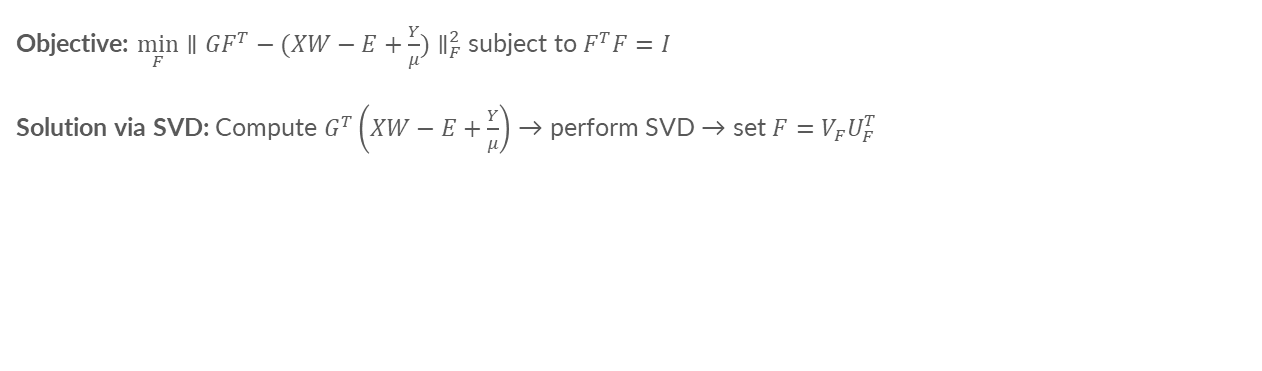 Objective: min_F ‖ GF^T − (XW − E + Y/μ) ‖_F^2 subject to F^T F = I
Solution via SVD: Compute G^T (XW − E + Y/μ) → perform SVD → set F = V_F U_F^T